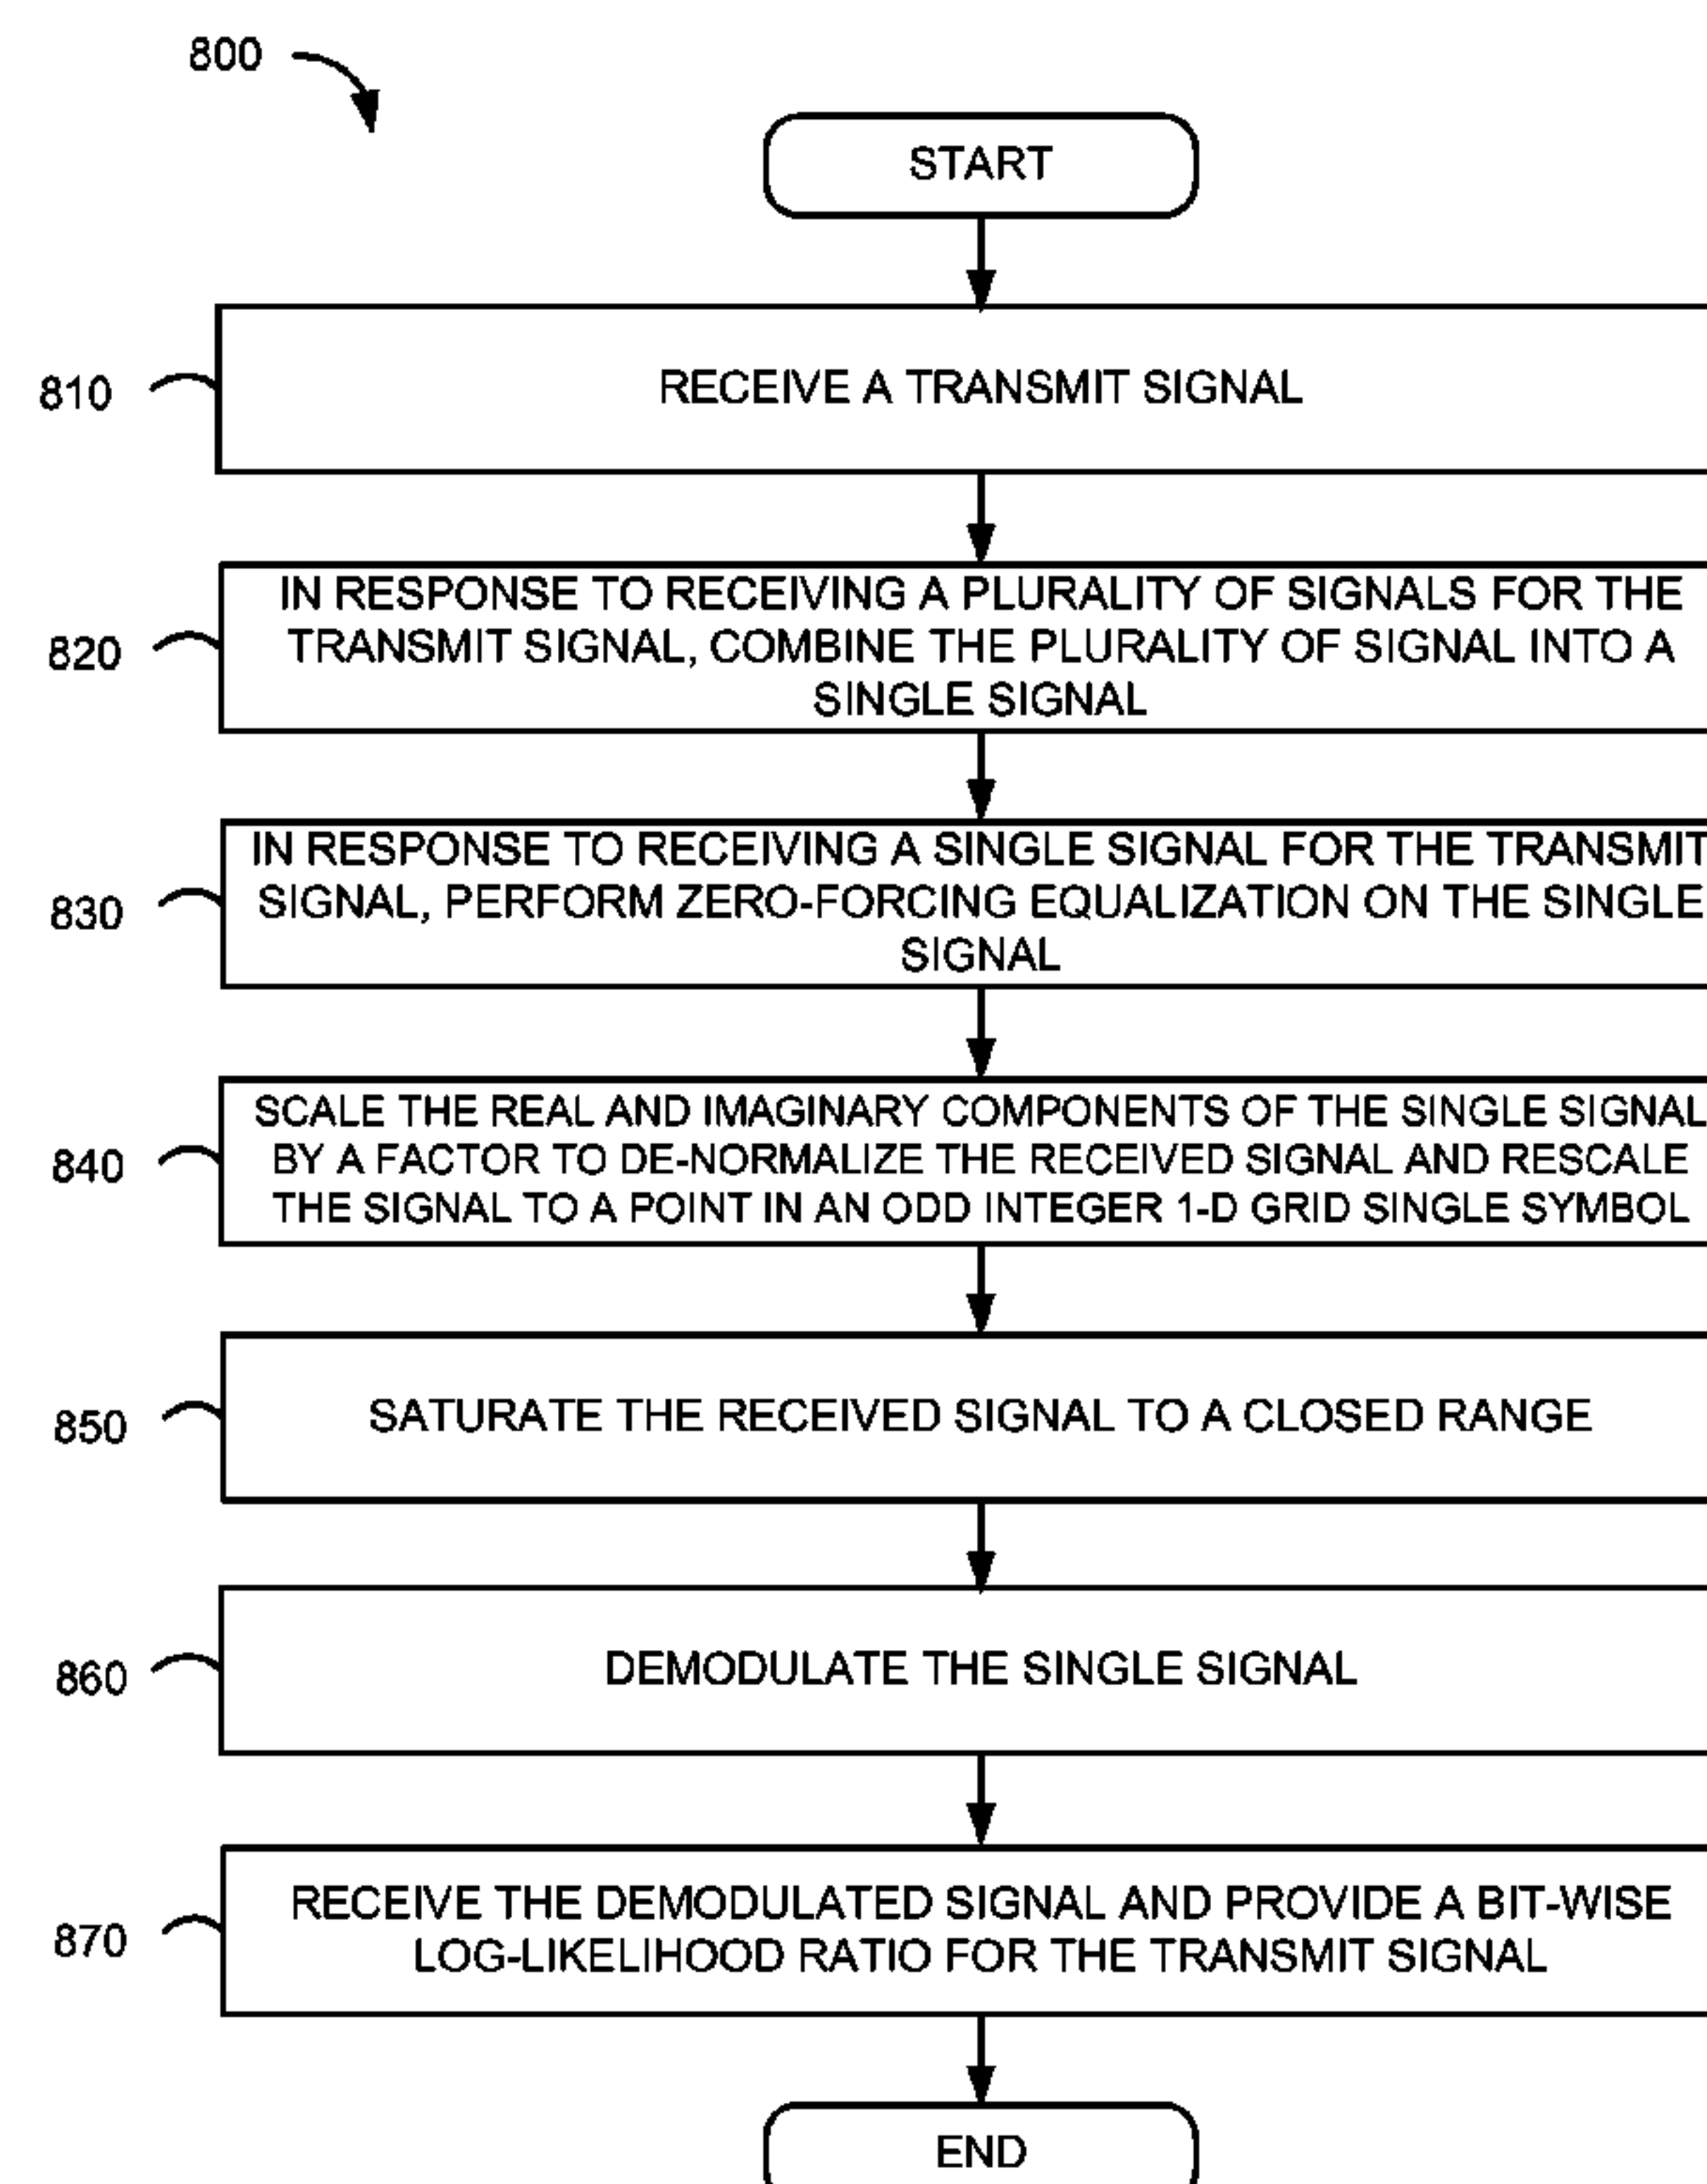 800
START
810
RECEIVE A TRANSMIT SIGNAL
820
IN RESPONSE TO RECEIVING A PLURALITY OF SIGNALS FOR THE
TRANSMIT SIGNAL, COMBINE THE PLURALITY OF SIGNAL INTO A
SINGLE SIGNAL
830
IN RESPONSE TO RECEIVING A SINGLE SIGNAL FOR THE TRANSMIT
SIGNAL, PERFORM ZERO-FORCING EQUALIZATION ON THE SINGLE
SIGNAL
840
SCALE THE REAL AND IMAGINARY COMPONENTS OF THE SINGLE SIGNAL
BY A FACTOR TO DE-NORMALIZE THE RECEIVED SIGNAL AND RESCALE
THE SIGNAL TO A POINT IN AN ODD INTEGER 1-D GRID SINGLE SYMBOL
850
SATURATE THE RECEIVED SIGNAL TO A CLOSED RANGE
860
DEMODULATE THE SINGLE SIGNAL
870
RECEIVE THE DEMODULATED SIGNAL AND PROVIDE A BIT-WISE
LOG-LIKELIHOOD RATIO FOR THE TRANSMIT SIGNAL
END